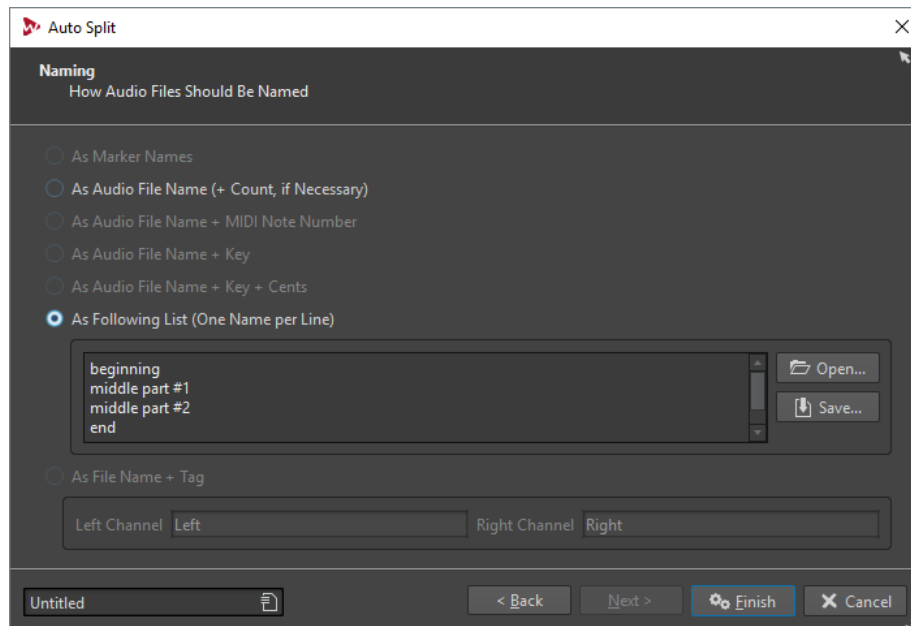 Auto Split
Naming
How Audio Files Should Be Named
As Marker Names
As Audio File Name (+ Count, if Necessary)
As Audio File Name + MIDI Note Number
As Audio File Name + Key
As Audio File Name + Key + Cents
As Following List (One Name per Line)
beginning
middle part #1
middle part #2
end
Open...
Save...
As File Name + Tag
Left Channel Left Right Channel Right
Untitled < Back Next > Finish Cancel